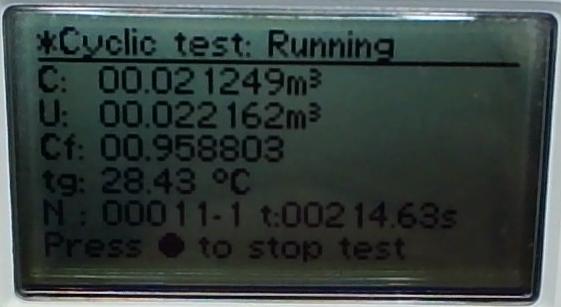 *Cyclic test: Running
C: 00.021249m³
U: 00.022162m³
Cf: 00.958803
tg: 28.43 °C
N : 00011-1 t:00214.63s
Press ● to stop test